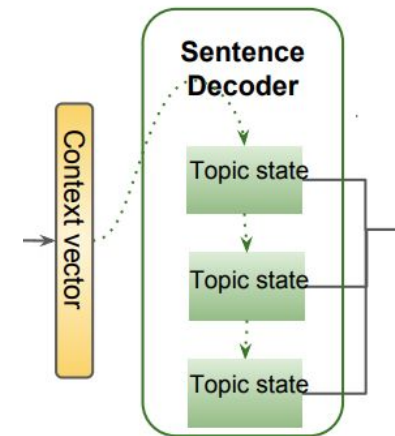 Sentence
Decoder
Context vector
Topic state
Topic state
Topic state